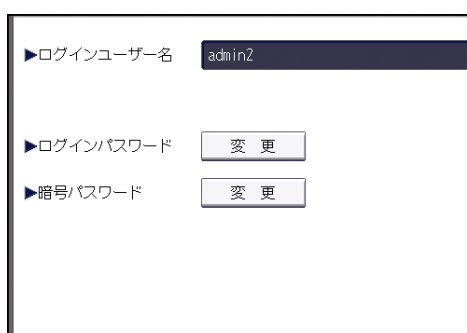 ▶ログインユーザー名 admin2
▶ログインパスワード 変 更
▶暗号パスワード 変 更